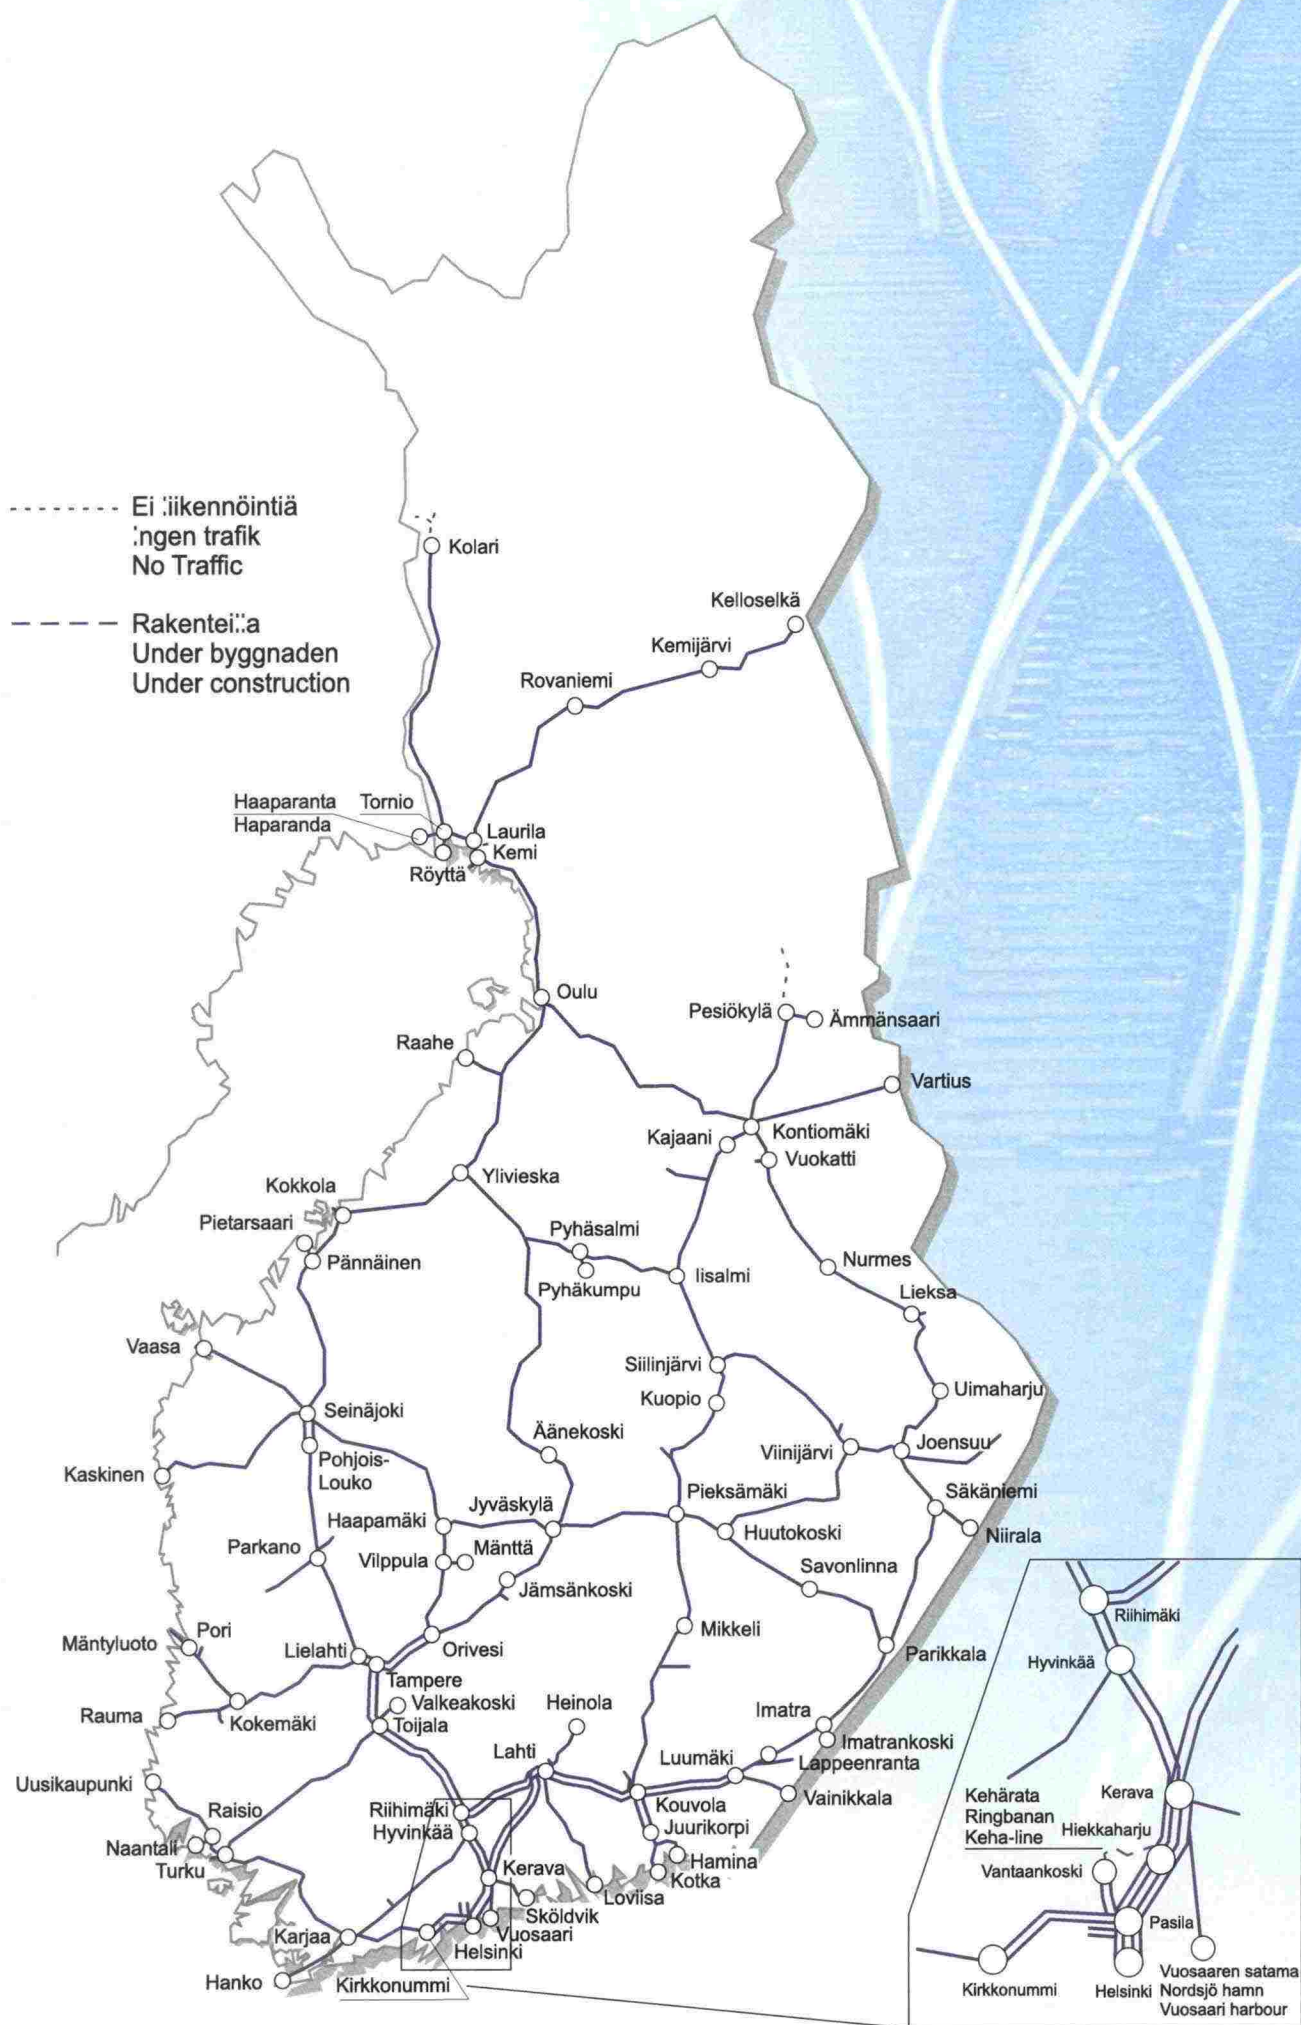 Ei liikennöintiä
Ingen trafik
No Traffic
Rakenteilla
Under byggnaden
Under construction
Kolari
Kelloselkä
Kemijärvi
Rovaniemi
Haaparanta
Haparanda
Tornio
Laurila
Kemi
Röyttä
Oulu
Pesiökylä
Ämmänsaari
Raahe
Vartius
Kontiomäki
Kajaani
Vuokatti
Ylivieska
Kokkola
Pietarsaari
Pännäinen
Pyhäsalmi
Pyhäkumpu
Iisalmi
Nurmes
Lieksa
Vaasa
Siilinjärvi
Kuopio
Uimaharju
Seinäjoki
Pohjois-
Louko
Äänekoski
Viinijärvi
Joensuu
Kaskinen
Pieksämäki
Säkäniemi
Jyväskylä
Haapamäki
Huutokoski
Niirala
Parkano
Vilppula
Mänttä
Savonlinna
Jämsänkoski
Mikkeli
Pori
Mäntyluoto
Lielahti
Orivesi
Parikkala
Tampere
Valkeakoski
Heinola
Rauma
Kokemäki
Toijala
Imatra
Imatrankoski
Lahti
Luumäki
Lappeenranta
Uusikaupunki
Vainikkala
Raisio
Riihimäki
Hyvinkää
Kouvola
Juurikorpi
Naantali
Turku
Kerava
Hamina
Kotka
Loviisa
Sköldvik
Vuosaari
Karjaa
Helsinki
Hanko
Kirkkonummi
Riihimäki
Hyvinkää
Kehärata
Ringbanan
Keha-line
Kerava
Hiekkaharju
Vantaankoski
Pasila
Kirkkonummi
Helsinki
Vuosaaren satama
Nordsjö hamn
Vuosaari harbour